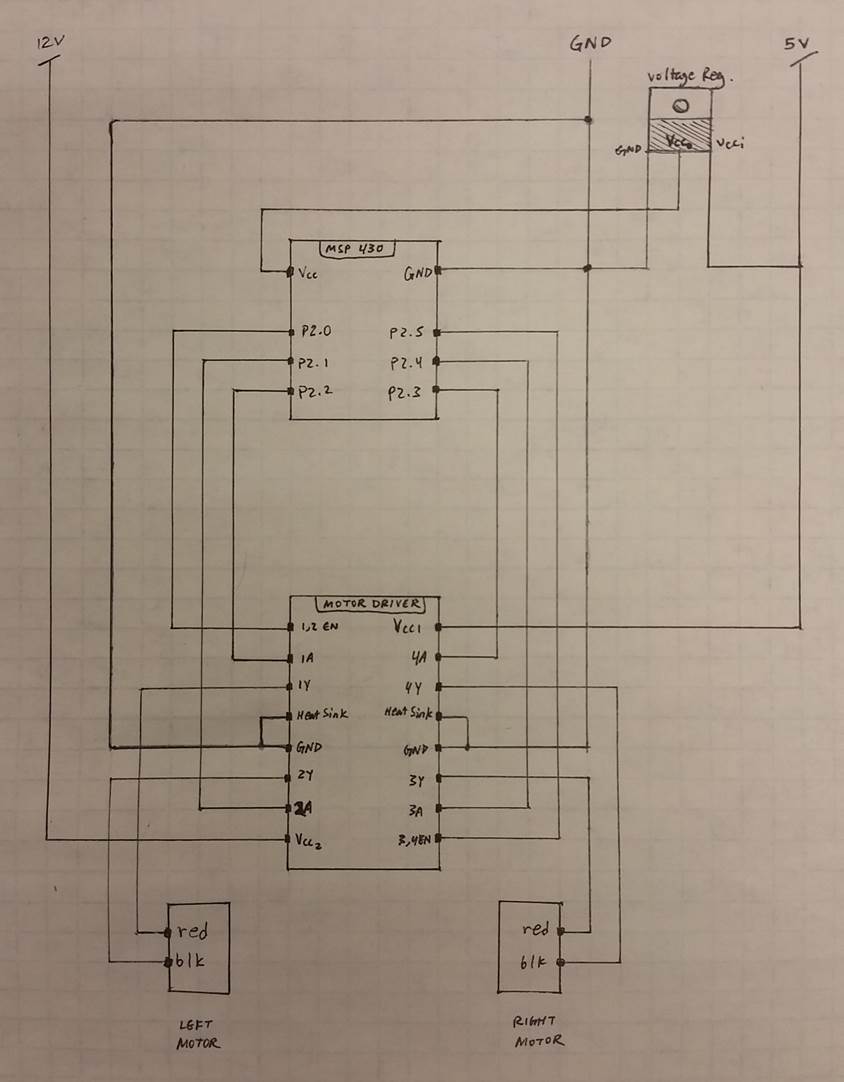 12V
GND
5V
voltage Reg.
GND
Vcco
Vcci
MSP 430
Vcc
GND
P2.0
P2.5
P2.1
P2.4
P2.2
P2.3
MOTOR DRIVER
1,2 EN
Vcc1
1A
4A
1Y
4Y
Heat Sink
Heat Sink
GND
GND
2Y
3Y
2A
3A
Vcc2
3,4EN
red
blk
red
blk
LEFT
MOTOR
RIGHT
MOTOR